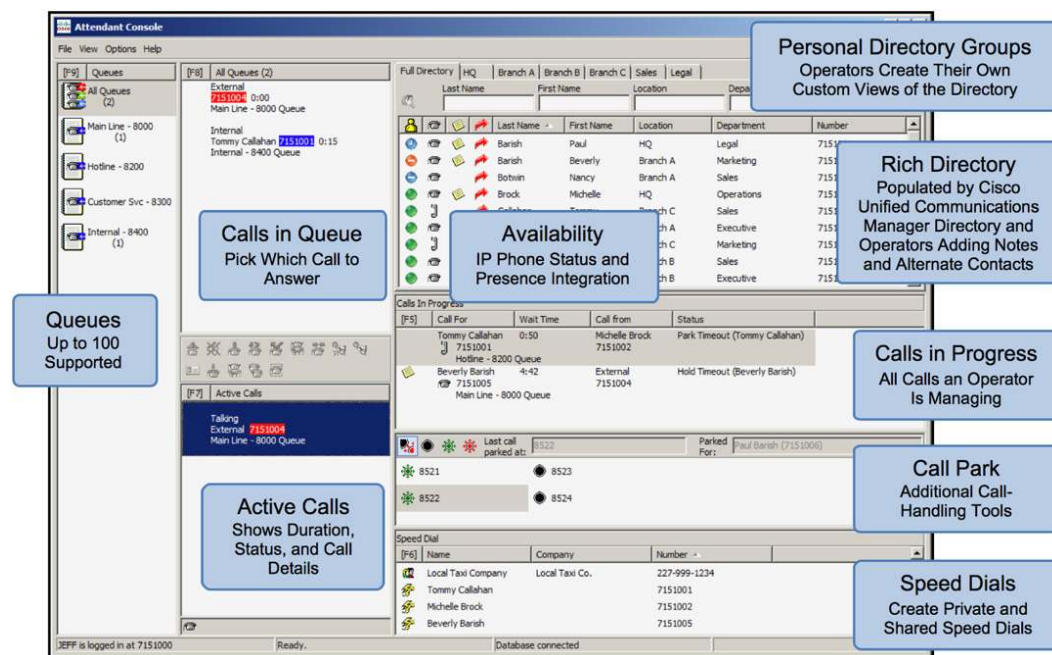 Attendant Console
File View Options Help
[F9] Queues
All Queues
(2)
Main Line - 8000
(1)
Hotline - 8200
Customer Svc - 8300
Internal - 8400
(1)
Queues
Up to 100
Supported
[F8] All Queues (2)
External
7151004 0:00
Main Line - 8000 Queue
Internal
Tommy Callahan 7151001 0:15
Internal - 8400 Queue
Calls in Queue
Pick Which Call to
Answer
[F7] Active Calls
Talking
External 7151004
Main Line - 8000 Queue
Active Calls
Shows Duration,
Status, and Call
Details
Full Directory HQ Branch A Branch B Branch C Sales Legal
Last Name First Name Location
Last Name First Name Location Department Number
Barish Paul HQ Legal
Barish Beverly Branch A Marketing
Botwin Nancy Branch A Sales
Brock Michelle HQ Operations
Sales
Executive
Marketing
Sales
Executive
Availability
IP Phone Status and
Presence Integration
Personal Directory Groups
Operators Create Their Own
Custom Views of the Directory
Rich Directory
Populated by Cisco
Unified Communications
Manager Directory and
Operators Adding Notes
and Alternate Contacts
Calls In Progress
[F5] Call For Wait Time Call from Status
Tommy Callahan 0:50 Michelle Brock Park Timeout (Tommy Callahan)
7151001 7151002
Hotline - 8200 Queue
Beverly Barish 4:42 External Hold Timeout (Beverly Barish)
7151005 7151004
Main Line - 8000 Queue
Calls in Progress
All Calls an Operator
Is Managing
Last call parked at: 8522 Parked For: Paul Barish (7151006)
8521 8523
8522 8524
Call Park
Additional Call-
Handling Tools
Speed Dial
[F6] Name Company Number
Local Taxi Company Local Taxi Co. 227-999-1234
Tommy Callahan 7151001
Michelle Brock 7151002
Beverly Barish 7151005
Speed Dials
Create Private and
Shared Speed Dials
JEFF is logged in at 7151000 Ready. Database connected